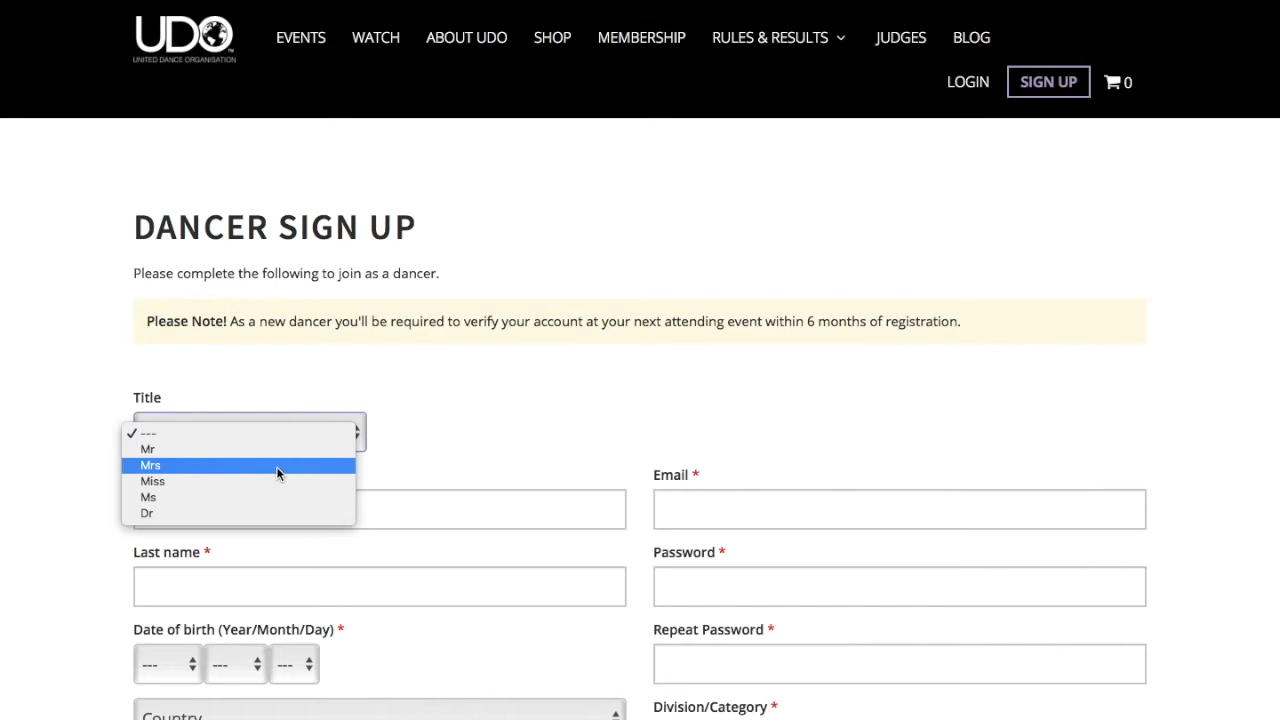 UDO
UNITED DANCE ORGANISATION
EVENTS WATCH ABOUT UDO SHOP MEMBERSHIP RULES & RESULTS JUDGES BLOG
LOGIN SIGN UP 0
DANCER SIGN UP
Please complete the following to join as a dancer.
Please Note! As a new dancer you'll be required to verify your account at your next attending event within 6 months of registration.
Title
---
Mr
Mrs
Miss
Ms
Dr
Email *
Last name *
Password *
Date of birth (Year/Month/Day) *
Repeat Password *
--- --- ---
Division/Category *
Country